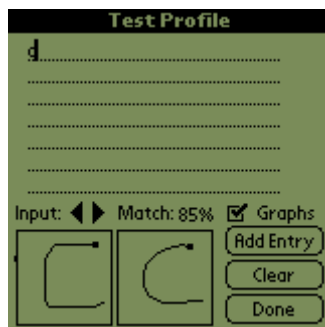 Test Profile
c
Input: Match: 85% Graphs
Add Entry
Clear
Done